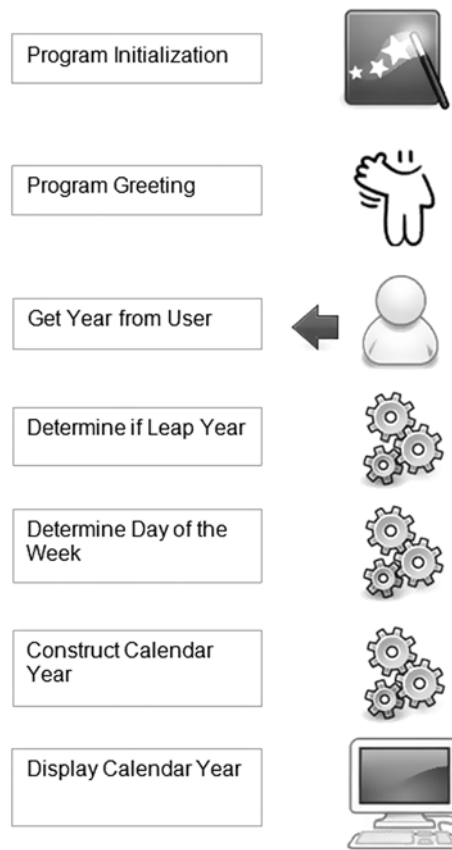 Program Initialization
Program Greeting
Get Year from User
Determine if Leap Year
Determine Day of the
Week
Construct Calendar
Year
Display Calendar Year